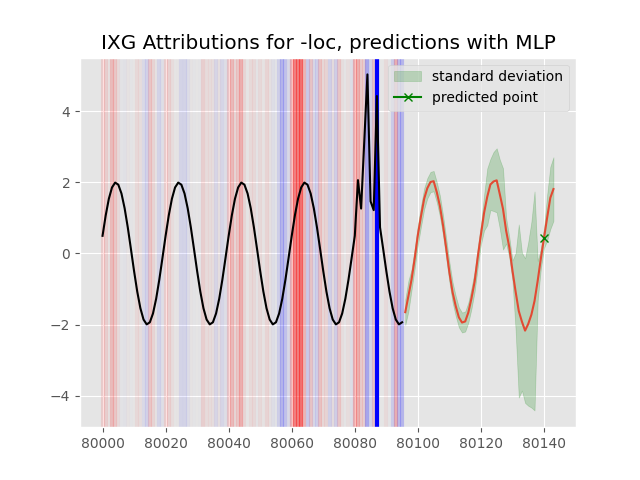 IXG Attributions for -loc, predictions with MLP
standard deviation
predicted point
4
2
0
−2
−4
80000 80020 80040 80060 80080 80100 80120 80140